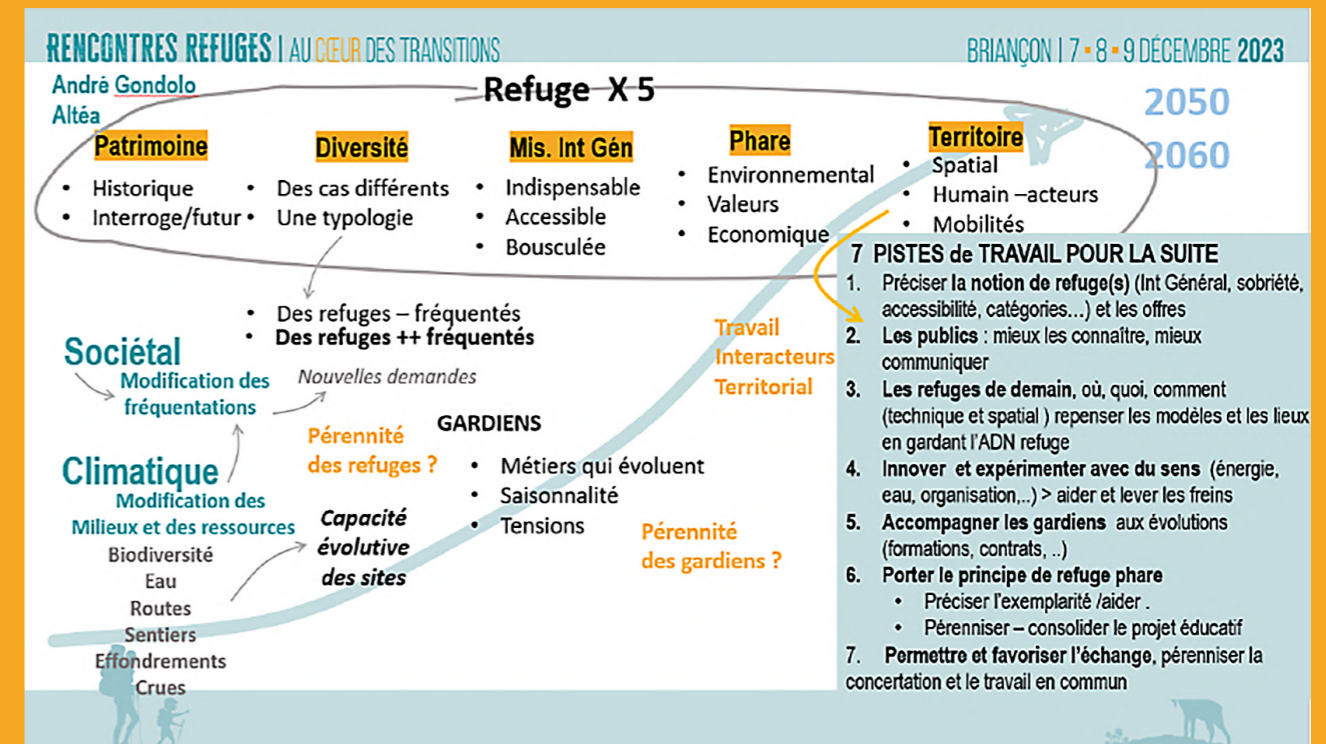 RENCONTRES REFUGES | AU CŒUR DES TRANSITIONS
BRIANÇON | 7 • 8 • 9 DÉCEMBRE 2023
André Gondolo
Altéa
Refuge X 5
2050
2060
Patrimoine
• Historique
• Interroge/futur
Diversité
• Des cas différents
• Une typologie
Mis. Int Gén
• Indispensable
• Accessible
• Bousculée
Phare
• Environnemental
• Valeurs
• Economique
Territoire
• Spatial
• Humain –acteurs
• Mobilités
• Des refuges – fréquentés
• Des refuges ++ fréquentés
Sociétal
Modification des
fréquentations
Nouvelles demandes
Climatique
Modification des
Milieux et des ressources
Biodiversité
Eau
Routes
Sentiers
Effondrements
Crues
Pérennité
des refuges ?
Capacité
évolutive
des sites
GARDIENS
• Métiers qui évoluent
• Saisonnalité
• Tensions
Travail
Interacteurs
Territorial
Pérennité
des gardiens ?
7 PISTES de TRAVAIL POUR LA SUITE
1. Préciser la notion de refuge(s) (Int Général, sobriété,
accessibilité, catégories...) et les offres
2. Les publics : mieux les connaître, mieux
communiquer
3. Les refuges de demain, où, quoi, comment
(technique et spatial ) repenser les modèles et les lieux
en gardant l'ADN refuge
4. Innover et expérimenter avec du sens (énergie,
eau, organisation,..) > aider et lever les freins
5. Accompagner les gardiens aux évolutions
(formations, contrats, ..)
6. Porter le principe de refuge phare
• Préciser l'exemplarité /aider .
• Pérenniser – consolider le projet éducatif
7. Permettre et favoriser l'échange, pérenniser la
concertation et le travail en commun